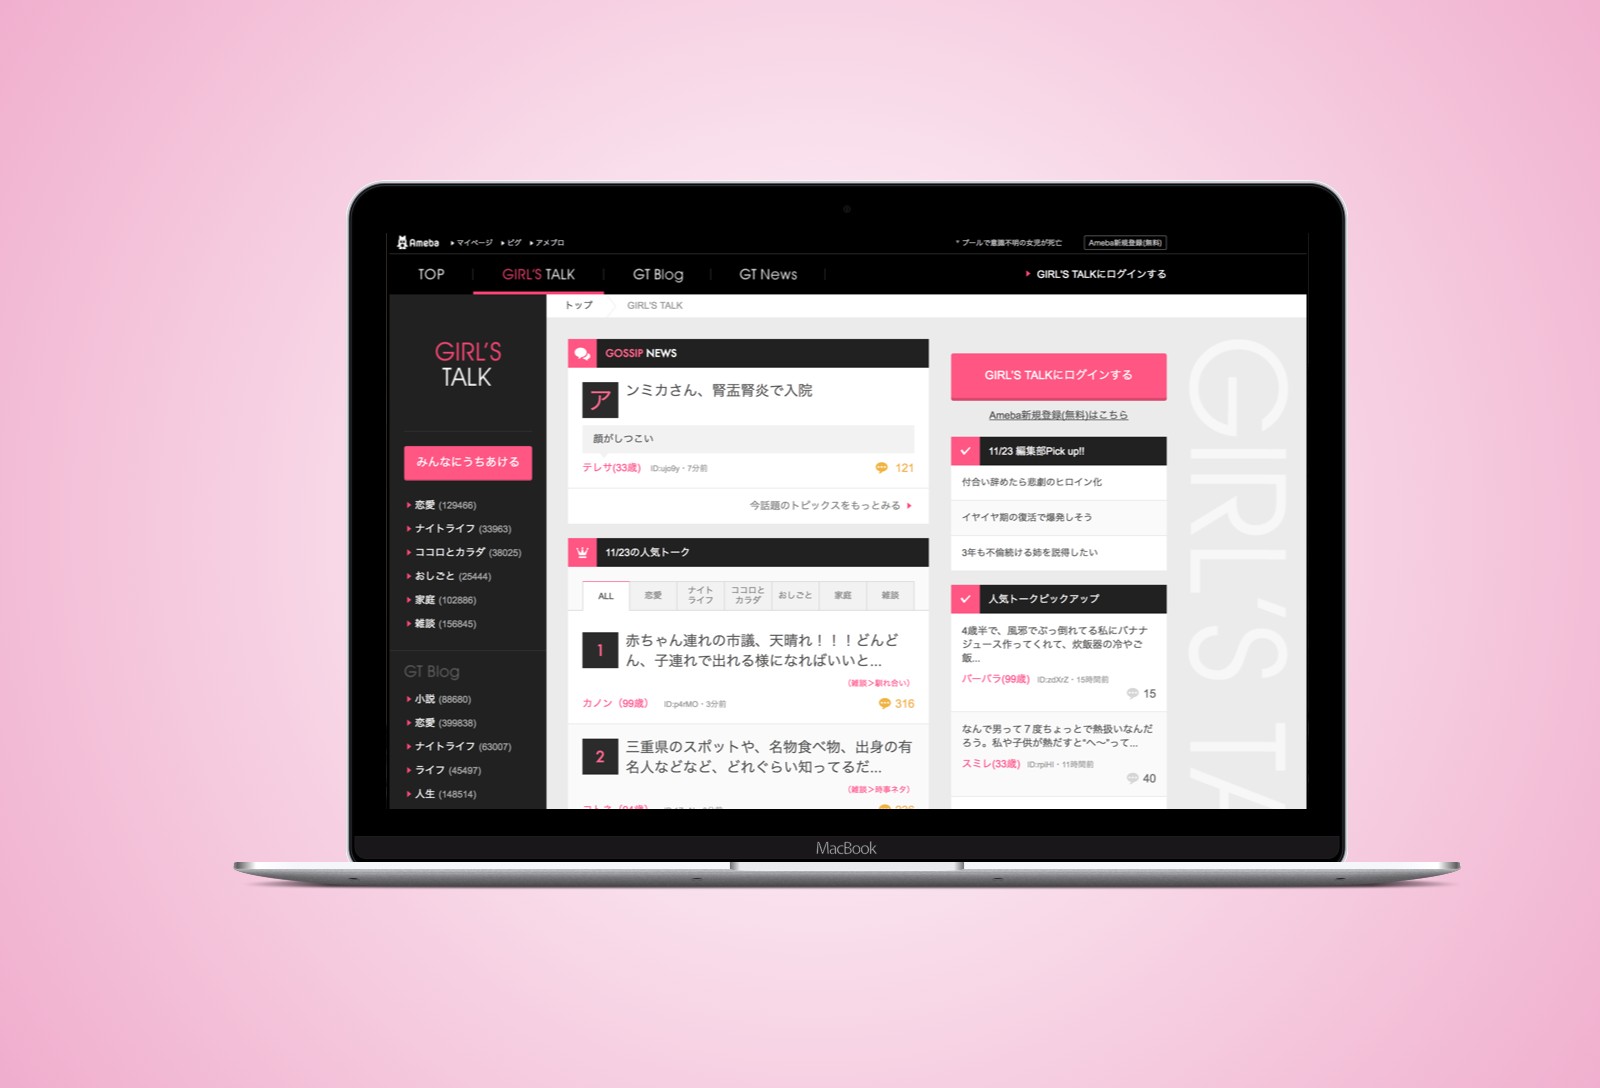 Ameba マイページ ピグ アメブロ
* プールで意識不明の女児が死亡 Ameba新規登録(無料)
TOP GIRL'S TALK GT Blog GT News
GIRL'S TALKにログインする
GIRL'S
TALK
みんなにうちあける
恋愛 (129466)
ナイトライフ (33963)
ココロとカラダ (38025)
おしごと (25444)
家庭 (102886)
雑談 (156845)
GT Blog
小説 (88680)
恋愛 (399838)
ナイトライフ (63007)
ライフ (45497)
人生 (148514)
トップ GIRL'S TALK
GOSSIP NEWS
アンミカさん、腎盂腎炎で入院
顔がしつこい
テレサ(33歳) ID:ujo9y・7分前 121
今話題のトピックスをもっとみる
11/23の人気トーク
ALL 恋愛 ナイトライフ ココロとカラダ おしごと 家庭 雑談
1 赤ちゃん連れの市議、天晴れ！！！どんど
ん、子連れで出れる様になればいいと...
(雑談>馴れ合い)
カノン（99歳） ID:p4rMO・3分前 316
2 三重県のスポットや、名物食べ物、出身の有
名人などなど、どれぐらい知ってるだ...
(雑談>時事ネタ)
GIRL'S TALKにログインする
Ameba新規登録(無料)はこちら
11/23 編集部Pick up!!
付合い辞めたら悲劇のヒロイン化
イヤイヤ期の復活で爆発しそう
3年も不倫続ける姉を説得したい
人気トークピックアップ
4歳半で、風邪でぶっ倒れてる私にバナナ
ジュース作ってくれて、炊飯器の冷やご
飯...
バーバラ(99歳) ID:zdXrZ・15時間前
15
なんで男って７度ちょっとで熱扱いなんだ
ろう。私や子供が熱だすと“へ〜”って...
スミレ(33歳) ID:rpiHI・11時間前
40
GIRL'S TA
MacBook